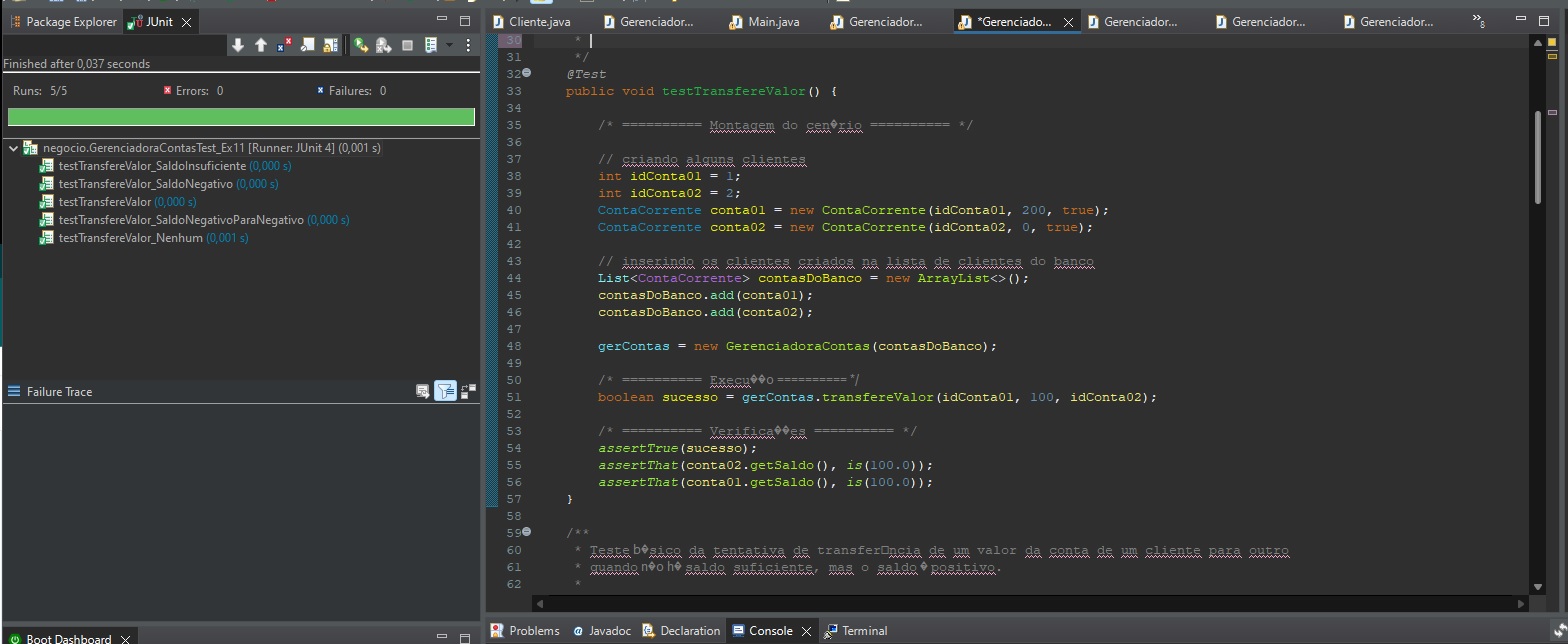 Package Explorer JUnit
Finished after 0,037 seconds
Runs: 5/5 Errors: 0 Failures: 0
negocio.GerenciadoraContasTest_Ex11 [Runner: JUnit 4] (0,001 s)
testTransfereValor_SaldoInsuficiente (0,000 s)
testTransfereValor_SaldoNegativo (0,000 s)
testTransfereValor (0,000 s)
testTransfereValor_SaldoNegativoParaNegativo (0,000 s)
testTransfereValor_Nenhum (0,001 s)
Failure Trace
Boot Dashboard
Cliente.java Gerenciador... Main.java Gerenciador... *Gerenciado... Gerenciador... Gerenciador... Gerenciador... »8
30 *
31 */
32 @Test
33 public void testTransfereValor() {
34
35 /* ========== Montagem do cen�rio ========== */
36
37 // criando alguns clientes
38 int idConta01 = 1;
39 int idConta02 = 2;
40 ContaCorrente conta01 = new ContaCorrente(idConta01, 200, true);
41 ContaCorrente conta02 = new ContaCorrente(idConta02, 0, true);
42
43 // inserindo os clientes criados na lista de clientes do banco
44 List<ContaCorrente> contasDoBanco = new ArrayList<>();
45 contasDoBanco.add(conta01);
46 contasDoBanco.add(conta02);
47
48 gerContas = new GerenciadoraContas(contasDoBanco);
49
50 /* ========== Execu��o ========== */
51 boolean sucesso = gerContas.transfereValor(idConta01, 100, idConta02);
52
53 /* ========== Verifica��es ========== */
54 assertTrue(sucesso);
55 assertThat(conta02.getSaldo(), is(100.0));
56 assertThat(conta01.getSaldo(), is(100.0));
57 }
58
59 /**
60 * Teste b�sico da tentativa de transfer□ncia de um valor da conta de um cliente para outro
61 * quando n�o h� saldo suficiente, mas o saldo � positivo.
62 *
Problems @ Javadoc Declaration Console Terminal